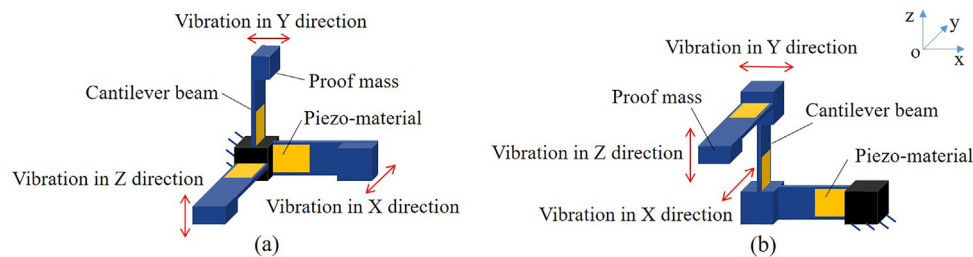 Vibration in Y direction
Proof mass
Cantilever beam
Piezo-material
Vibration in Z direction
Vibration in X direction
(a)
Vibration in Y direction
Proof mass
Cantilever beam
Vibration in Z direction
Piezo-material
Vibration in X direction
(b)
z
y
o
x